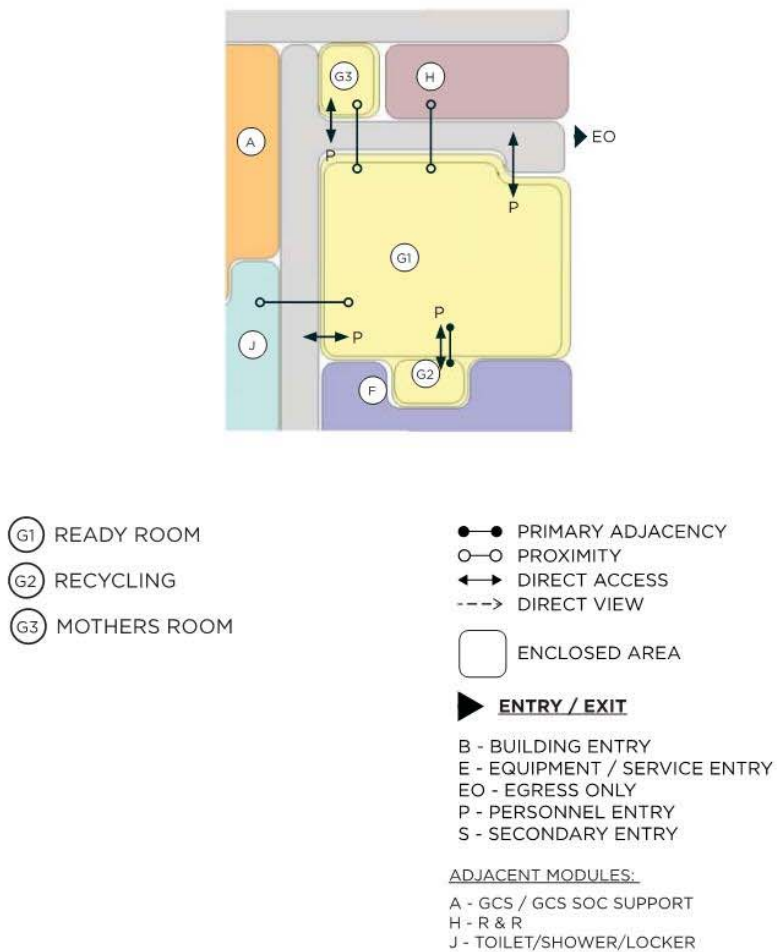 G3
H
A
P
EO
P
G1
P
P
J
G2
F
G1 READY ROOM
G2 RECYCLING
G3 MOTHERS ROOM
PRIMARY ADJACENCY
PROXIMITY
DIRECT ACCESS
DIRECT VIEW
ENCLOSED AREA
ENTRY / EXIT
B - BUILDING ENTRY
E - EQUIPMENT / SERVICE ENTRY
EO - EGRESS ONLY
P - PERSONNEL ENTRY
S - SECONDARY ENTRY
ADJACENT MODULES:
A - GCS / GCS SOC SUPPORT
H - R & R
J - TOILET/SHOWER/LOCKER